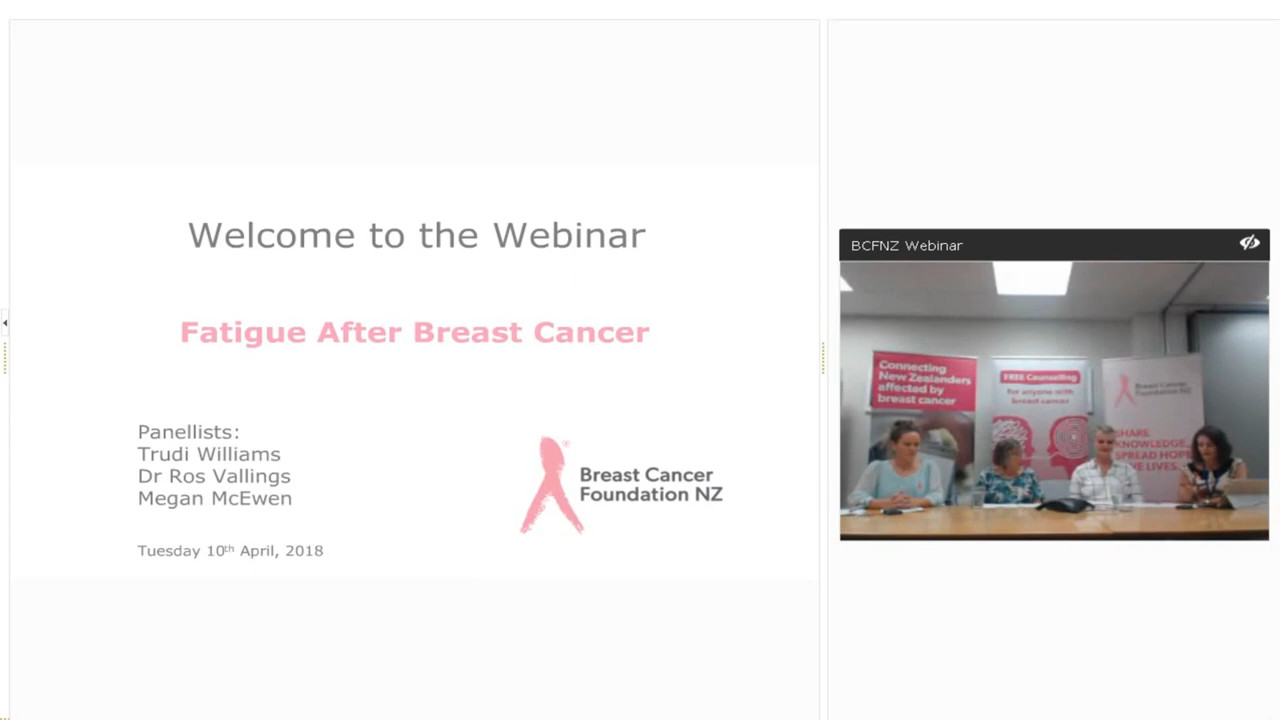 Welcome to the Webinar
Fatigue After Breast Cancer
Panellists:
Trudi Williams
Dr Ros Vallings
Megan McEwen
Tuesday 10th April, 2018
Breast Cancer
Foundation NZ
BCFNZ Webinar
Connecting
New Zealanders
affected by
breast cancer
FREE Counselling
for anyone with
breast cancer
Breast Cancer
Foundation NZ
SHARE
KNOWLEDGE,
SPREAD HOPE
VE LIVES.